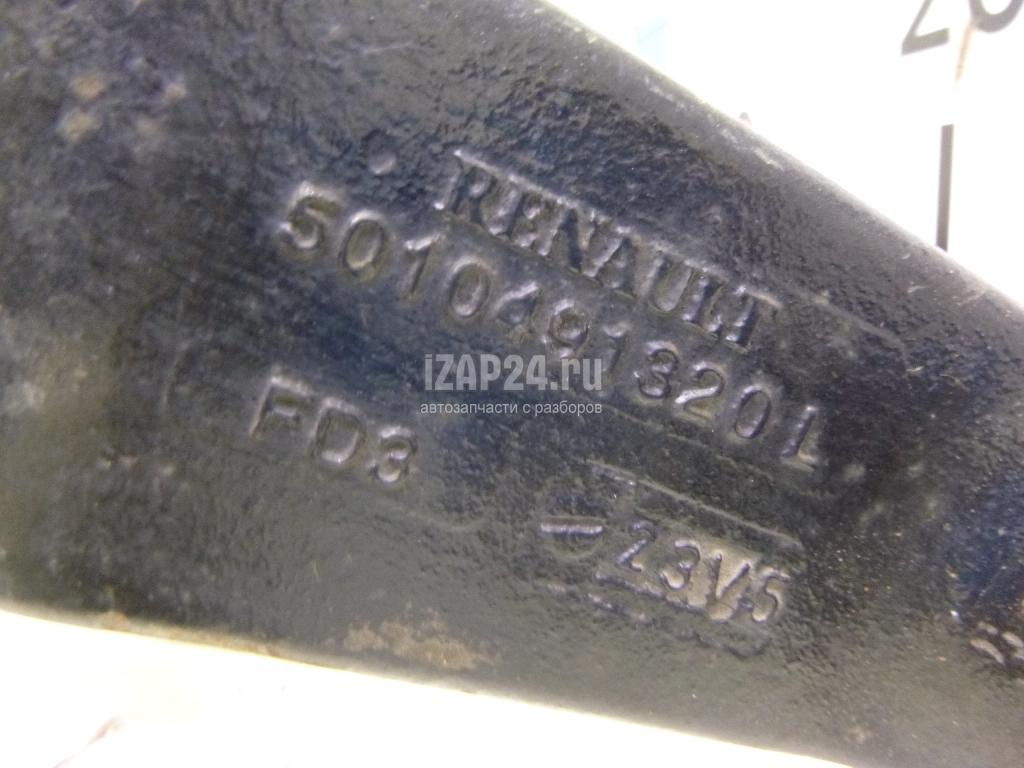 RENAULT
5010491320L
iZAP24.ru
автозапчасти с разборов
FD3
23V5